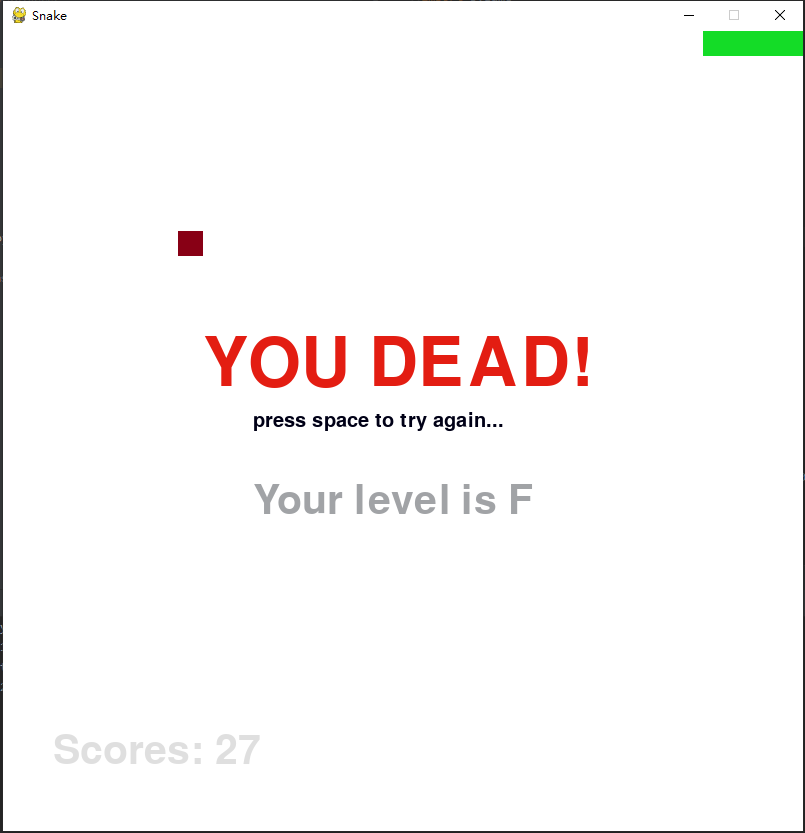 Snake
YOU DEAD!
press space to try again...
Your level is F
Scores: 27